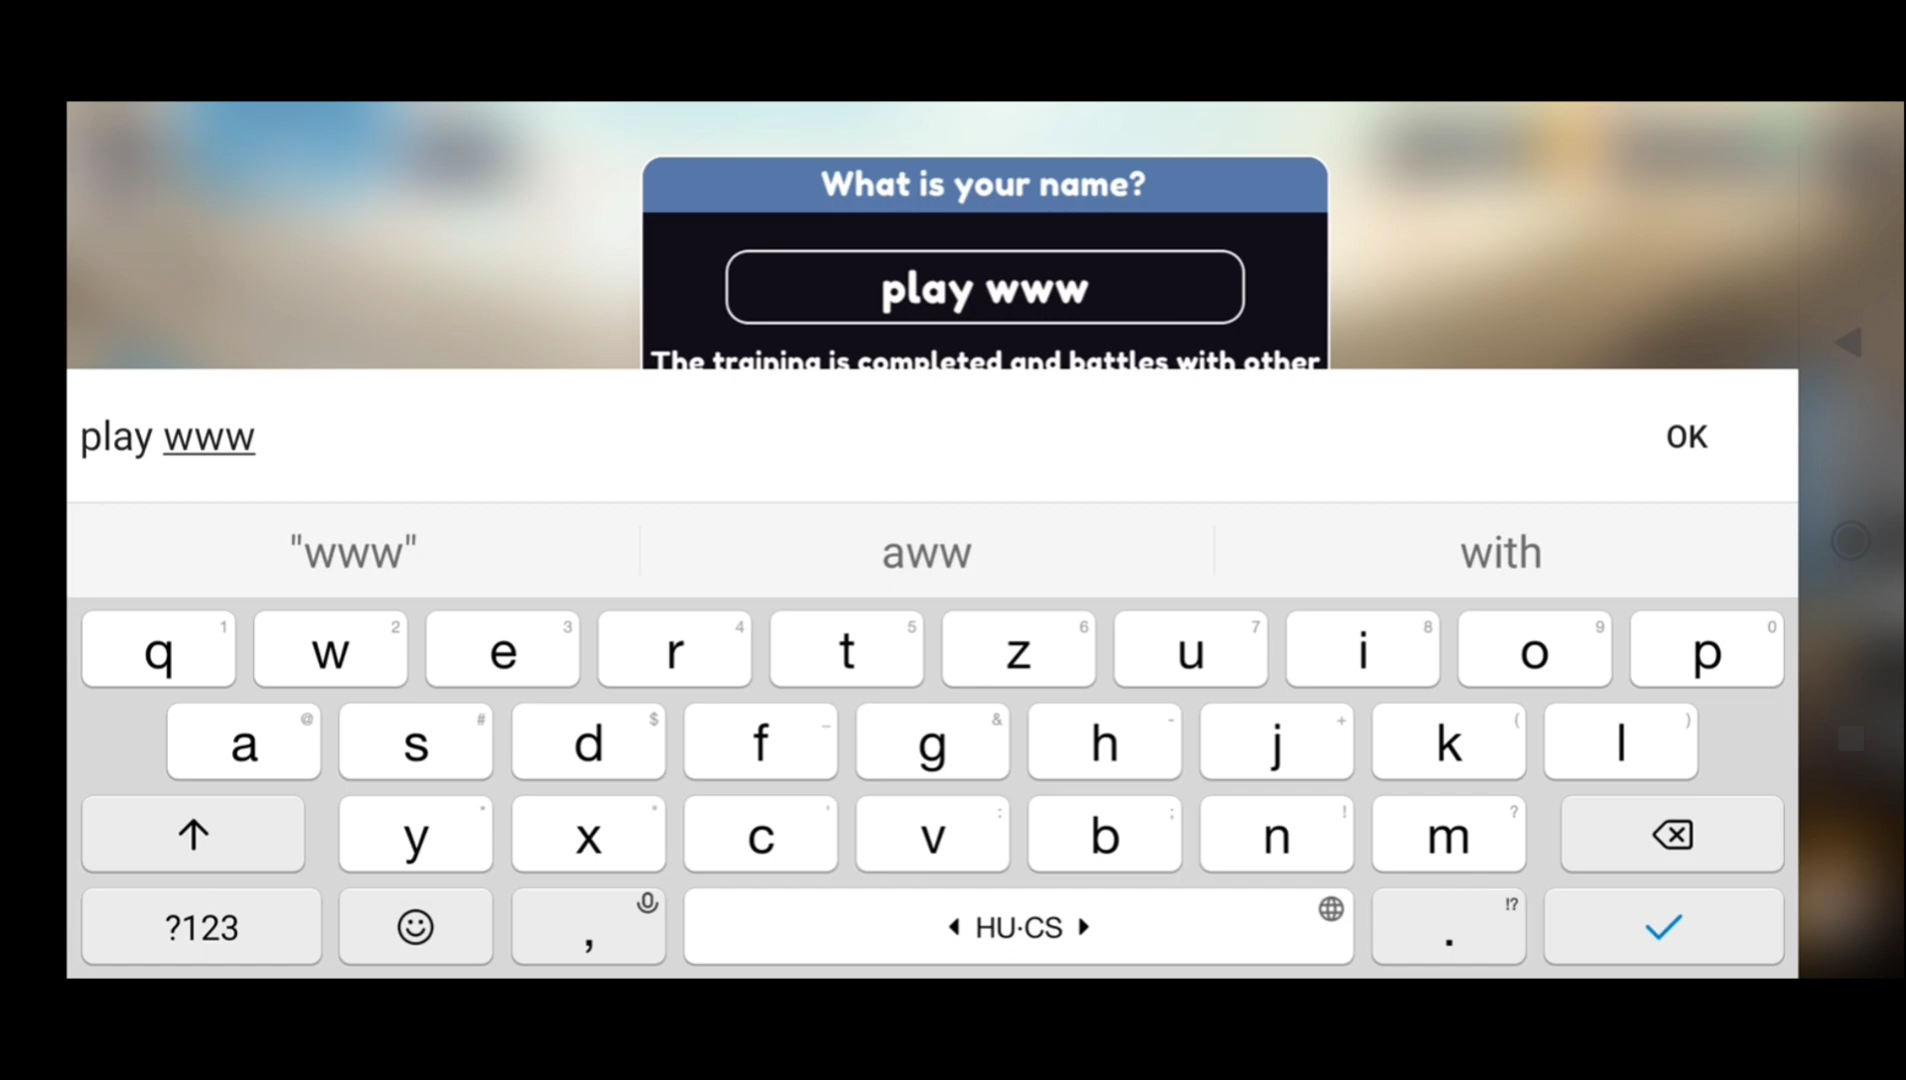 What is your name?
play www
The training is completed and battles with other
play www
OK
"www"
aww
with
q 1 w 2 e 3 r 4 t 5 z 6 u 7 i 8 o 9 p 0
a @ s # d $ f _ g & h - j + k ( l )
y x c ' v : b ; n ! m ?
?123 , HU·CS . !?